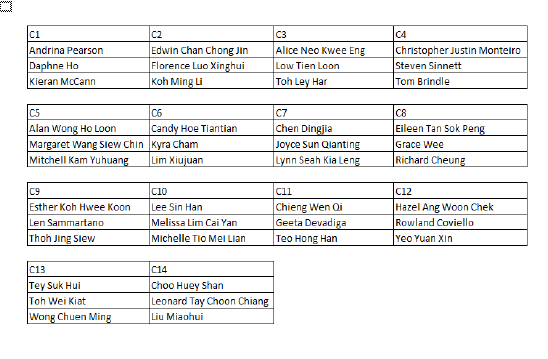 C1 C2 C3 C4
Andrina Pearson Edwin Chan Chong Jin Alice Neo Kwee Eng Christopher Justin Monteiro
Daphne Ho Florence Luo Xinghui Low Tien Loon Steven Sinnett
Kieran McCann Koh Ming Li Toh Ley Har Tom Brindle
C5 C6 C7 C8
Alan Wong Ho Loon Candy Hoe Tiantian Chen Dingjia Eileen Tan Sok Peng
Margaret Wang Siew Chin Kyra Cham Joyce Sun Qianting Grace Wee
Mitchell Kam Yuhuang Lim Xiujuan Lynn Seah Kia Leng Richard Cheung
C9 C10 C11 C12
Esther Koh Hwee Koon Lee Sin Han Chieng Wen Qi Hazel Ang Woon Chek
Len Sammartano Melissa Lim Cai Yan Geeta Devadiga Rowland Coviello
Thoh Jing Siew Michelle Tio Mei Lian Teo Hong Han Yeo Yuan Xin
C13 C14
Tey Suk Hui Choo Huey Shan
Toh Wei Kiat Leonard Tay Choon Chiang
Wong Chuen Ming Liu Miaohui